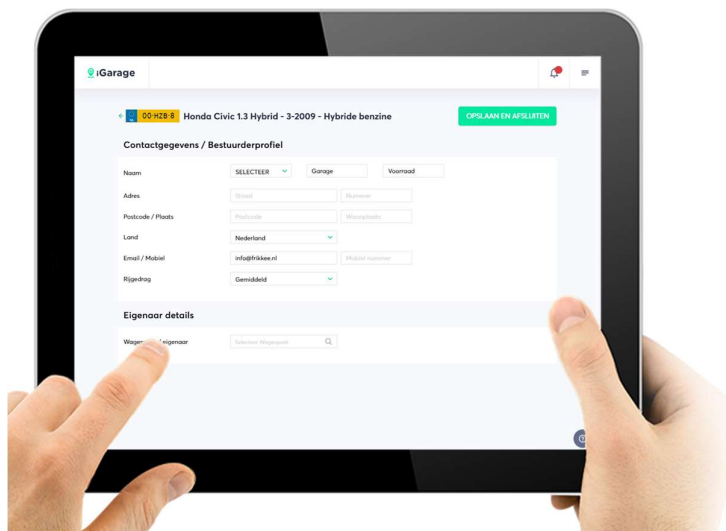 iGarage
NL 00-HZB-8 Honda Civic 1.3 Hybrid - 3-2009 - Hybride benzine OPSLAAN EN AFSLUITEN
Contactgegevens / Bestuurderprofiel
Naam SELECTEER Garage Voorraad
Adres Straat Nummer
Postcode / Plaats Postcode Woonplaats
Land Nederland
Email / Mobiel info@frikkee.nl Mobiel nummer
Rijgedrag Gemiddeld
Eigenaar details
eigenaar Selecteer Wagenpark